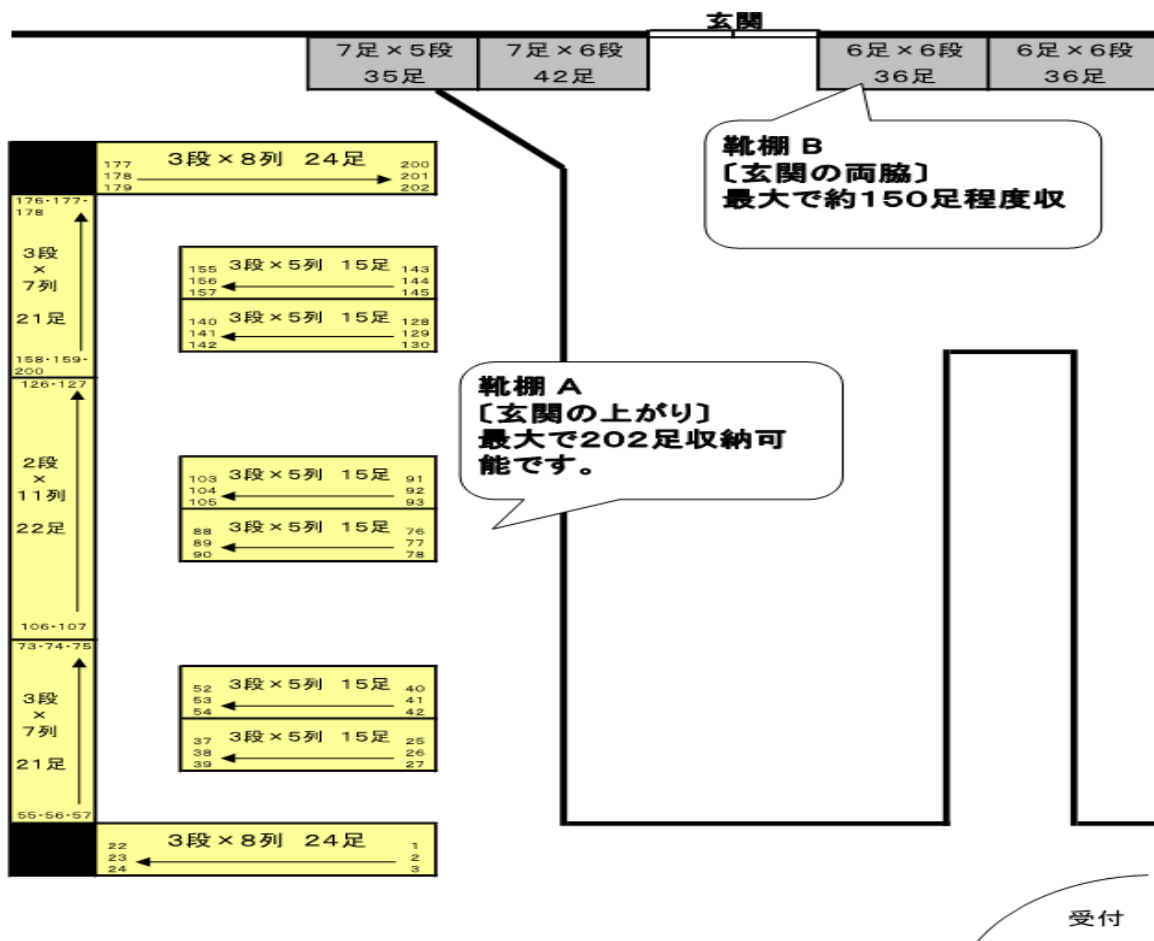 玄関
7足×5段
35足
7足×6段
42足
6足×6段
36足
6足×6段
36足
靴棚 B
〔玄関の両脇〕
最大で約150足程度収
177
178
179
3段×8列 24足
200
201
202
176・177・
178
3段
×
7列
21足
158・159・
200
155
156
157
3段×5列 15足
143
144
145
140
141
142
3段×5列 15足
128
129
130
靴棚 A
〔玄関の上がり〕
最大で202足収納可
能です。
126・127
2段
×
11列
22足
106・107
103
104
105
3段×5列 15足
91
92
93
88
89
90
3段×5列 15足
76
77
78
73・74・75
3段
×
7列
21足
55・56・57
52
53
54
3段×5列 15足
40
41
42
37
38
39
3段×5列 15足
25
26
27
22
23
24
3段×8列 24足
1
2
3
受付